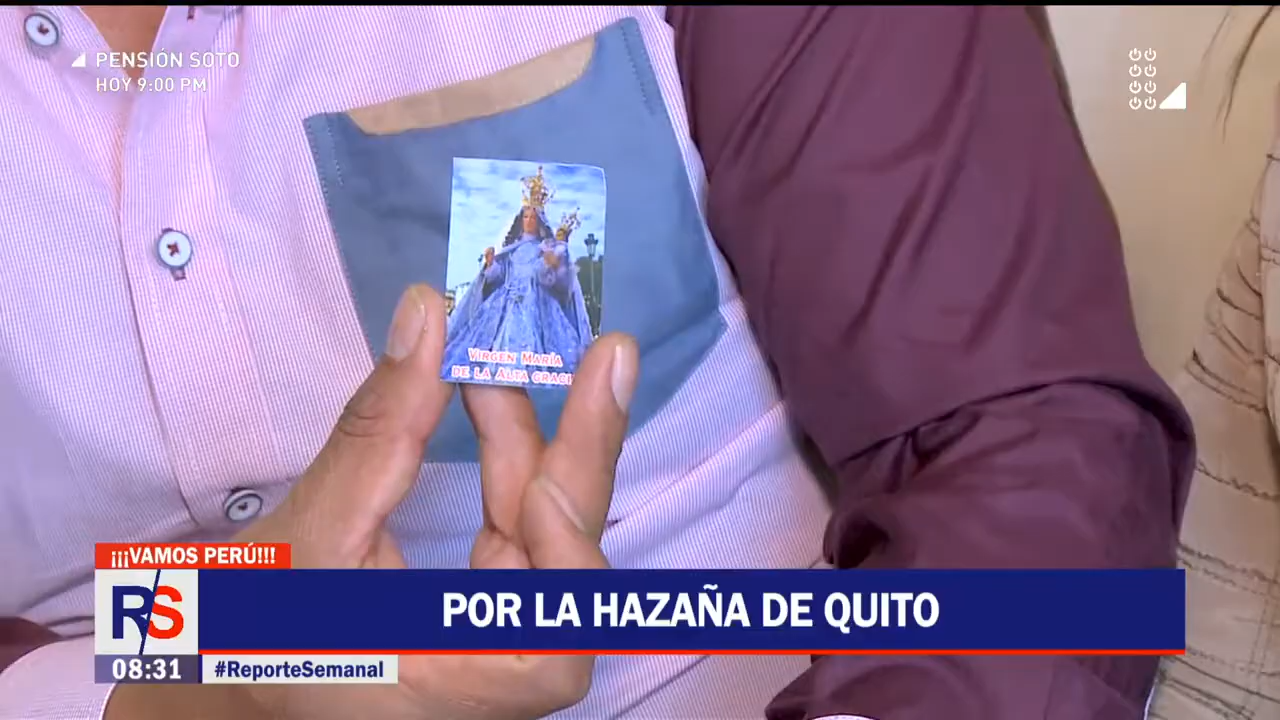 PENSIÓN SOTO
HOY 9:00 PM
VIRGEN MARÍA
DE LA ALTA GRACI
¡¡¡VAMOS PERÚ!!!
R/S
POR LA HAZAÑA DE QUITO
08:31
#ReporteSemanal